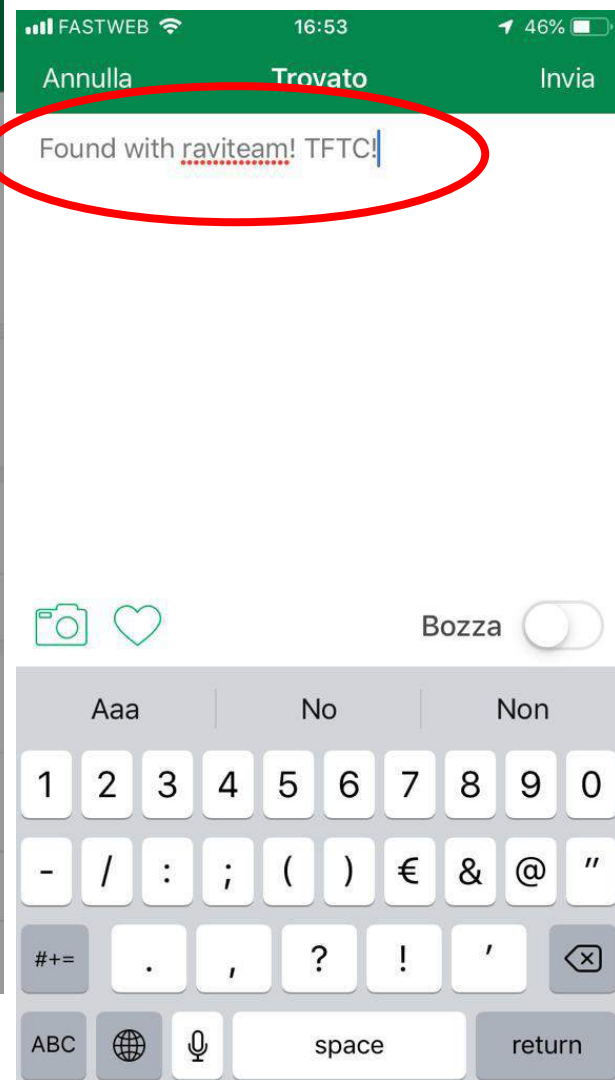 FASTWEB 16:53 46%
Annulla Trovato Invia
Found with raviteam! TFTC!
Bozza
Aaa No Non
1 2 3 4 5 6 7 8 9 0
- / : ; ( ) € & @ "
#+= . , ? ! '
ABC space return